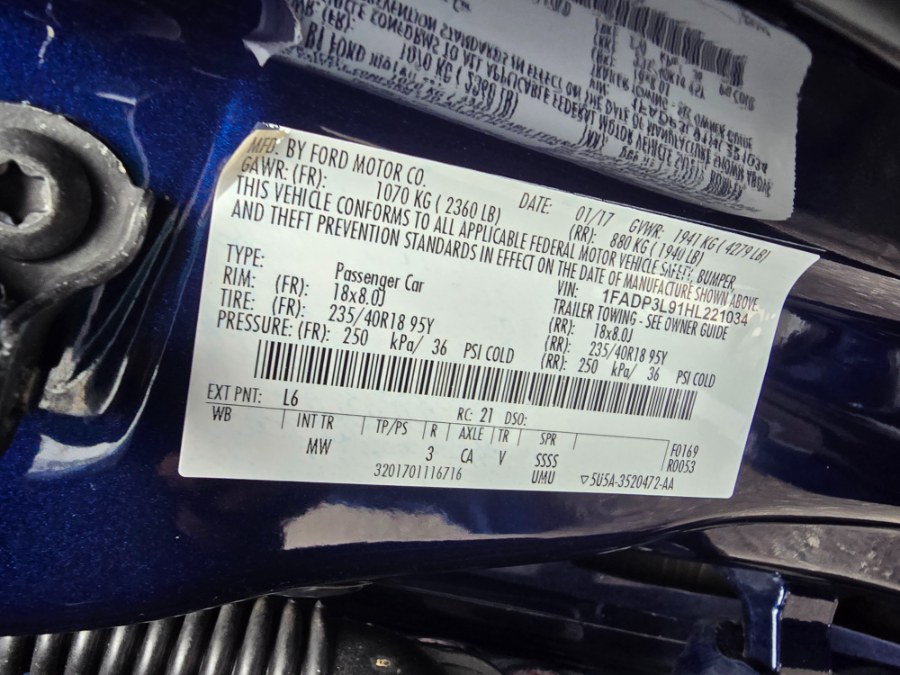 MFD. BY FORD MOTOR CO. DATE: 01/17 GVWR: 1941 KG ( 4279 LB)
GAWR: (FR): 1070 KG ( 2360 LB) (RR): 880 KG ( 1940 LB)
THIS VEHICLE CONFORMS TO ALL APPLICABLE FEDERAL MOTOR VEHICLE SAFETY, BUMPER
AND THEFT PREVENTION STANDARDS IN EFFECT ON THE DATE OF MANUFACTURE SHOWN ABOVE
VIN: 1FADP3L91HL221034
TYPE: Passenger Car TRAILER TOWING - SEE OWNER GUIDE
RIM: (FR): 18x8.0J (RR): 18x8.0J
TIRE: (FR): 235/40R18 95Y (RR): 235/40R18 95Y
PRESSURE: (FR): 250 kPa/ 36 PSI COLD (RR): 250 kPa/ 36 PSI COLD
EXT PNT: L6 RC: 21 DSO:
WB INT TR TP/PS R AXLE TR SPR F0169
MW 3 CA V SSSS R0053
3201701116716 UMU ▽5U5A-3520472-AA